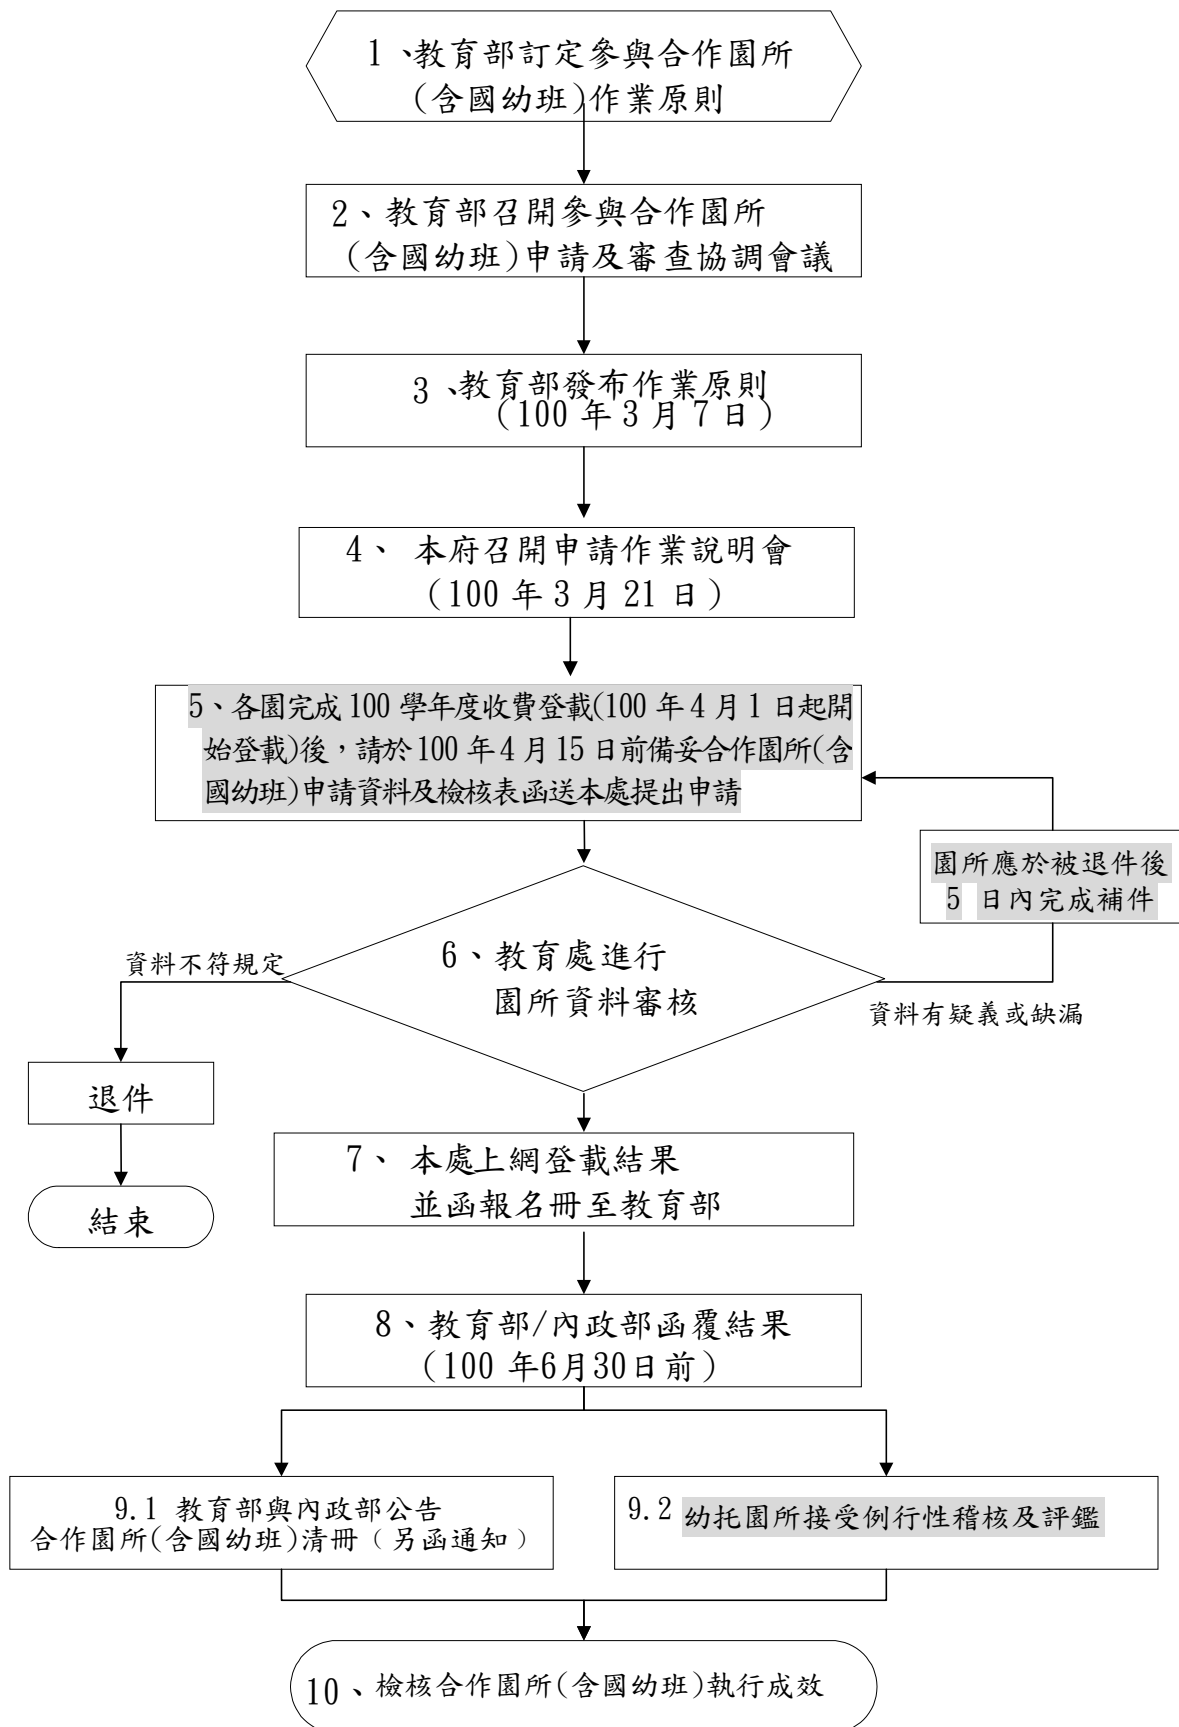 1、教育部訂定參與合作園所
(含國幼班)作業原則
2、教育部召開參與合作園所
(含國幼班)申請及審查協調會議
3、教育部發布作業原則
（100 年 3 月 7 日）
4、 本府召開申請作業說明會
（100 年 3 月 21 日）
5、各園完成 100 學年度收費登載(100 年 4 月 1 日起開
始登載)後，請於 100 年 4 月 15 日前備妥合作園所(含
國幼班)申請資料及檢核表函送本處提出申請
園所應於被退件後
5 日內完成補件
6、教育處進行
園所資料審核
資料不符規定
資料有疑義或缺漏
退件
結束
7、 本處上網登載結果
並函報名冊至教育部
8、教育部/內政部函覆結果
（100 年6月30日前）
9.1 教育部與內政部公告
合作園所(含國幼班)清冊（另函通知）
9.2 幼托園所接受例行性稽核及評鑑
10、檢核合作園所(含國幼班)執行成效